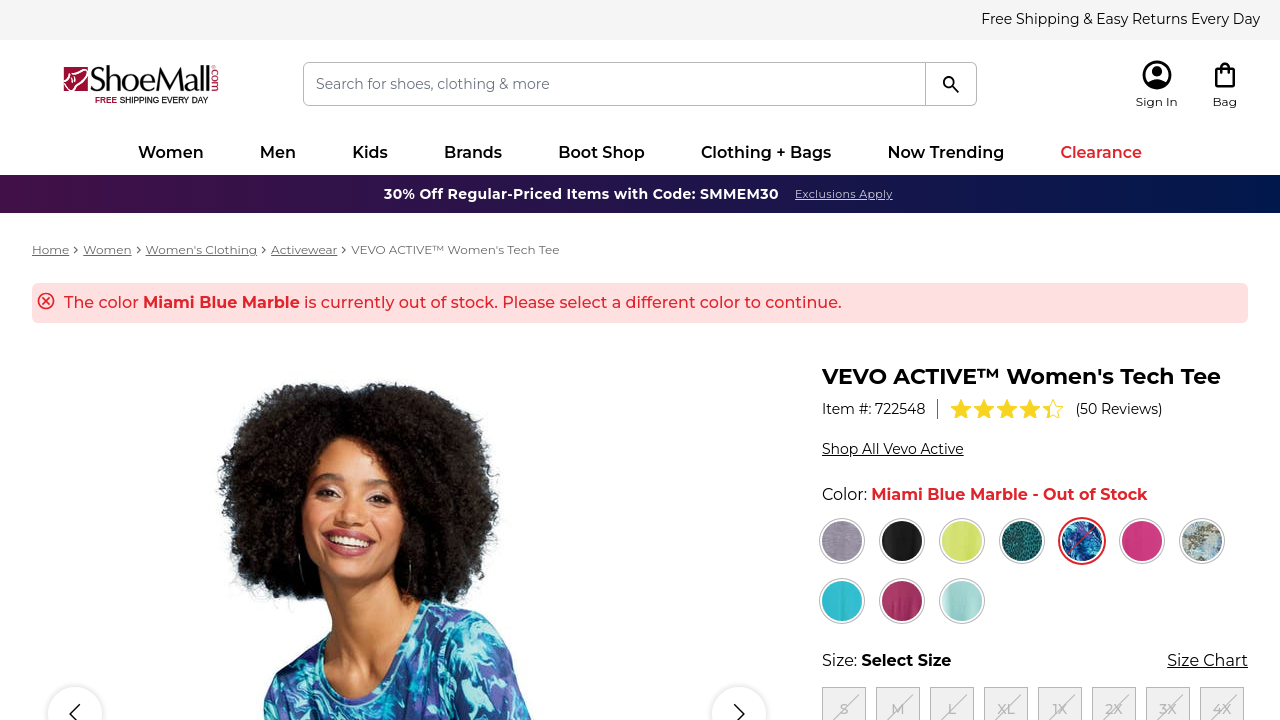 Free Shipping & Easy Returns Every Day
ShoeMall.com
FREE SHIPPING EVERY DAY
Search for shoes, clothing & more
Sign In
Bag
Women
Men
Kids
Brands
Boot Shop
Clothing + Bags
Now Trending
Clearance
30% Off Regular-Priced Items with Code: SMMEM30 Exclusions Apply
Home > Women > Women's Clothing > Activewear > VEVO ACTIVE™ Women's Tech Tee
The color Miami Blue Marble is currently out of stock. Please select a different color to continue.
VEVO ACTIVE™ Women's Tech Tee
Item #: 722548 (50 Reviews)
Shop All Vevo Active
Color: Miami Blue Marble - Out of Stock
Size: Select Size
Size Chart
S M L XL 1X 2X 3X 4X